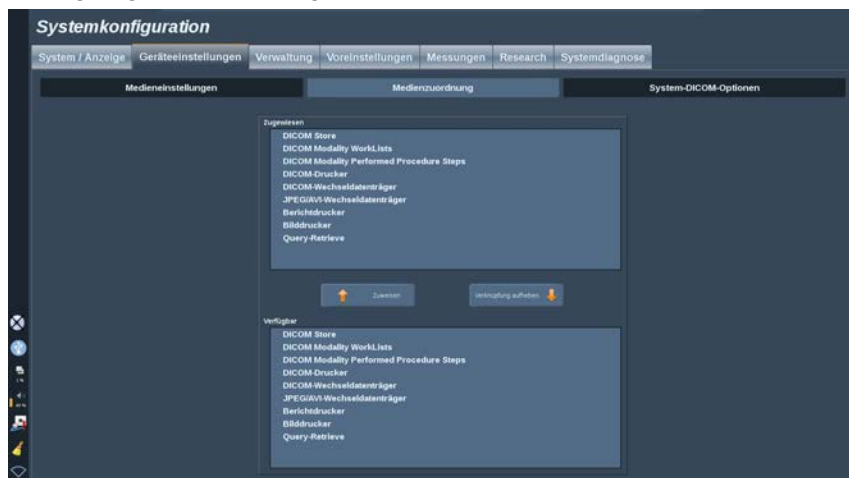 Systemkonfiguration
System / Anzeige Geräteeinstellungen Verwaltung Voreinstellungen Messungen Research Systemdiagnose
Medieneinstellungen Medienzuordnung System-DICOM-Optionen
Zugewiesen
DICOM Store
DICOM Modality WorkLists
DICOM Modality Performed Procedure Steps
DICOM-Drucker
DICOM-Wechseldatenträger
JPEG/AVI-Wechseldatenträger
Berichtdrucker
Bilddrucker
Query-Retrieve
Zuweisen Verknüpfung aufheben
Verfügbar
DICOM Store
DICOM Modality WorkLists
DICOM Modality Performed Procedure Steps
DICOM-Drucker
DICOM-Wechseldatenträger
JPEG/AVI-Wechseldatenträger
Berichtdrucker
Bilddrucker
Query-Retrieve